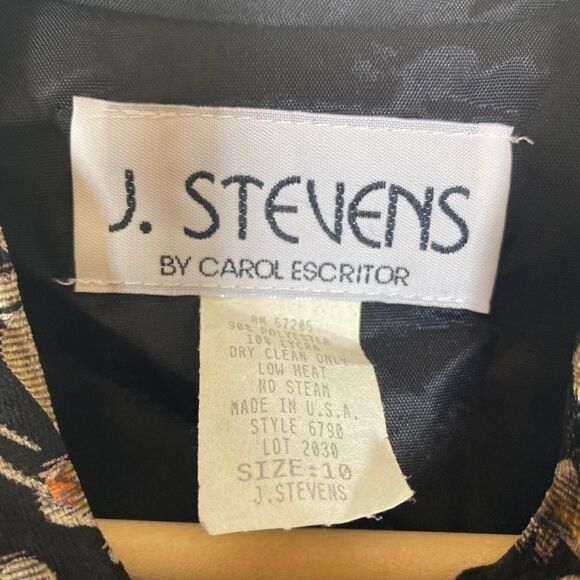 J. STEVENS
BY CAROL ESCRITOR
RN 67205
90% POLYESTER
10% LYCRA
DRY CLEAN ONLY
LOW HEAT
NO STEAM
MADE IN U.S.A.
STYLE 6790
LOT 2030
SIZE:10
J.STEVENS